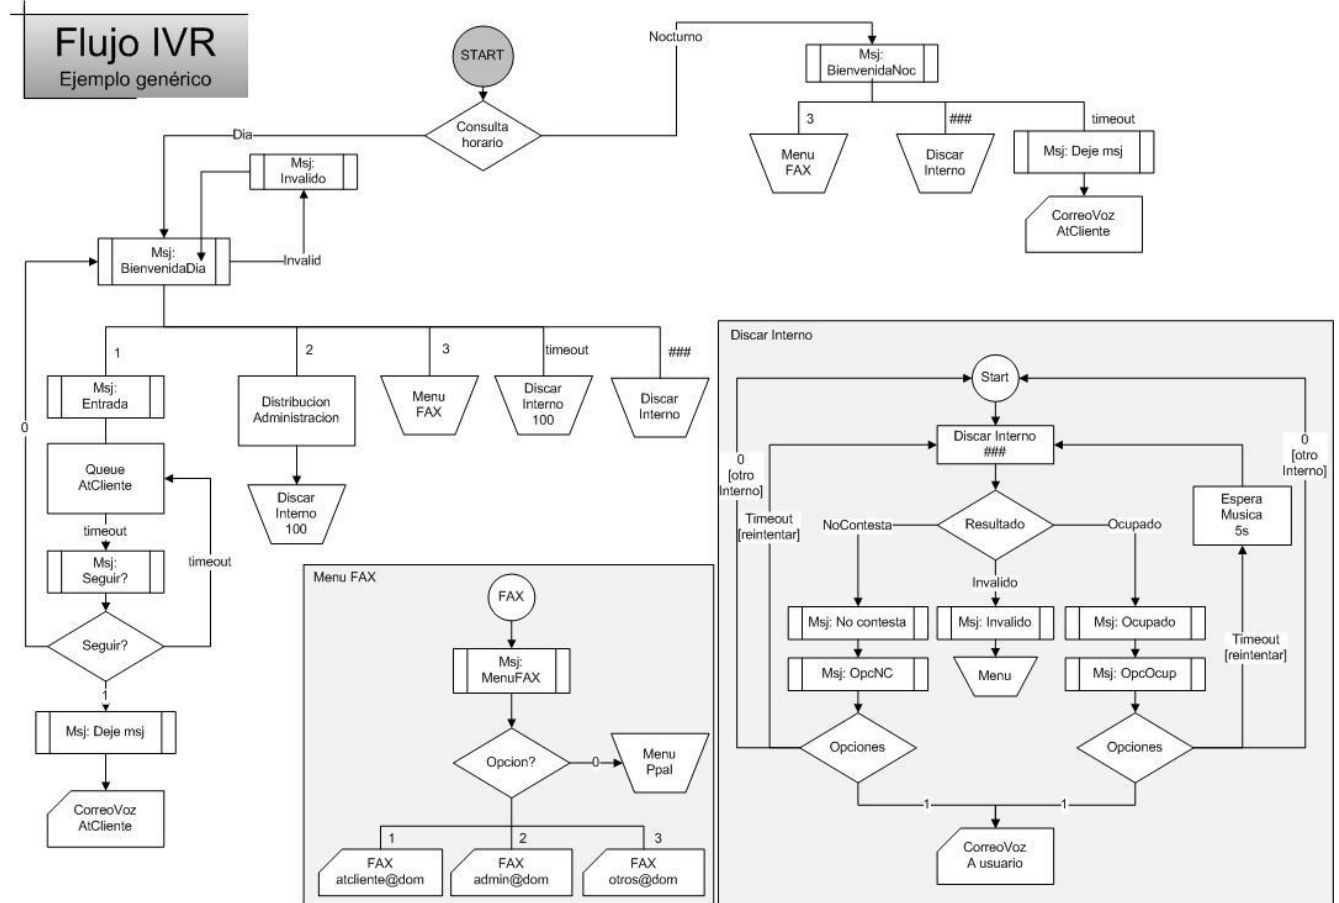 Flujo IVR
Ejemplo genérico
START
Consulta
horario
Nocturno
Dia
Msj:
BienvenidaNoc
3
###
timeout
Menu
FAX
Discar
Interno
Msj: Deje msj
CorreoVoz
AtCliente
Msj:
Invalido
Msj:
BienvenidaDia
Invalid
0
1
2
3
timeout
###
Msj:
Entrada
Distribucion
Administracion
Menu
FAX
Discar
Interno
100
Discar
Interno
Queue
AtCliente
Discar
Interno
100
timeout
timeout
Msj:
Seguir?
Seguir?
1
Msj: Deje msj
CorreoVoz
AtCliente
Menu FAX
FAX
Msj:
MenuFAX
Opcion?
0
Menu
Ppal
1
2
3
FAX
atcliente@dom
FAX
admin@dom
FAX
otros@dom
Discar Interno
Start
Discar Interno
###
0
[otro
Interno]
0
[otro
Interno]
Timeout
[reintentar]
NoContesta
Resultado
Ocupado
Espera
Musica
5s
Invalido
Msj: No contesta
Msj: Invalido
Msj: Ocupado
Timeout
[reintentar]
Msj: OpcNC
Menu
Msj: OpcOcup
Opciones
Opciones
1
1
CorreoVoz
A usuario